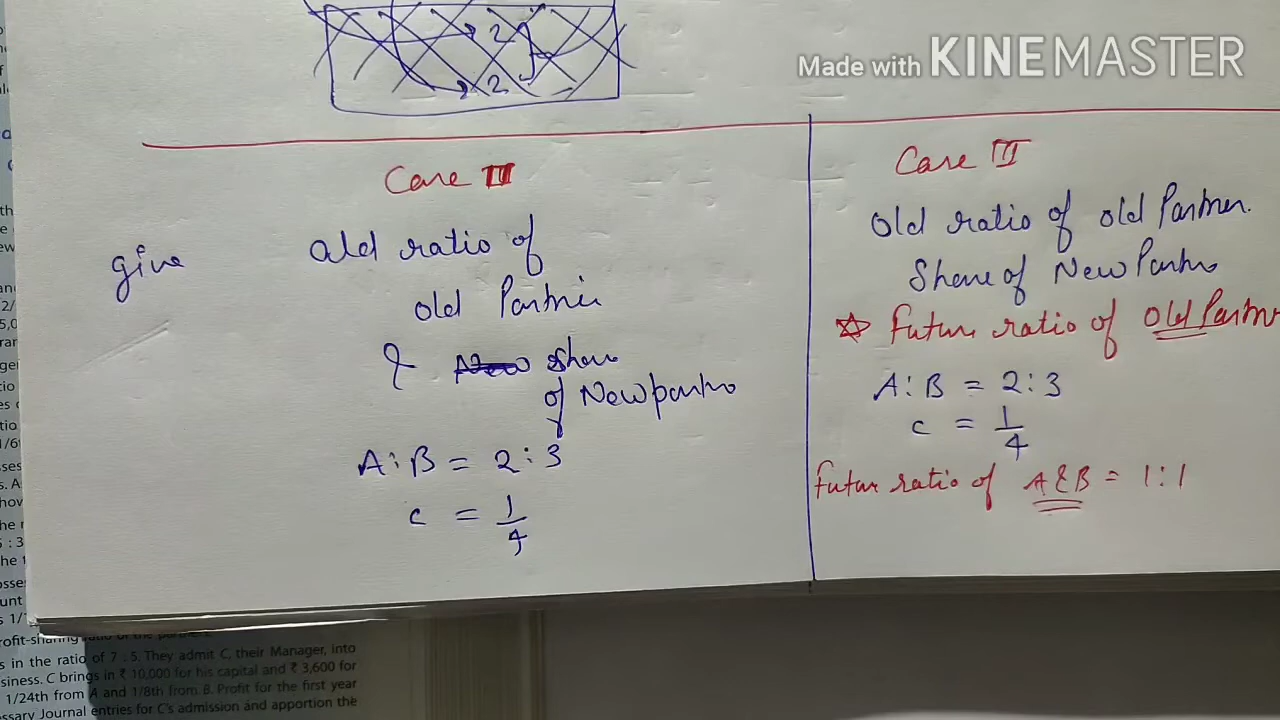 2
2
Made with KINEMASTER
Case II
give
old ratio of
old Partner
& share
of New partner
A : B = 2 : 3
C = 1/4
Case III
Old ratio of old Partner.
Share of New Partner
☆ Future ratio of Old Partner
A : B = 2 : 3
C = 1/4
Future ratio of A & B = 1 : 1
s in the ratio of 7 : 5. They admit C, their Manager, into
siness. C brings in ₹ 10,000 for his capital and ₹ 3,600 for
1/24th from A and 1/8th from B. Profit for the first year
ssary Journal entries for C's admission and apportion the